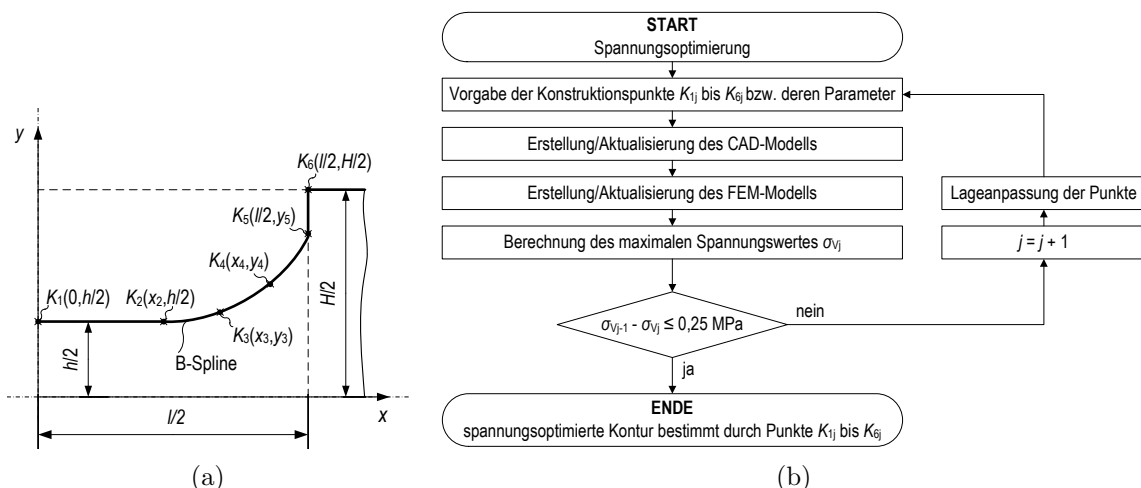 y
K₆(l/2,H/2)
K₅(l/2,y₅)
K₄(x₄,y₄)
K₁(0,h/2)
K₂(x₂,h/2)
K₃(x₃,y₃)
B-Spline
h/2
H/2
x
l/2
(a)
START
Spannungsoptimierung
Vorgabe der Konstruktionspunkte K₁ⱼ bis K₆ⱼ bzw. deren Parameter
Erstellung/Aktualisierung des CAD-Modells
Erstellung/Aktualisierung des FEM-Modells
Berechnung des maximalen Spannungswertes σVj
σVj-1 - σVj ≤ 0,25 MPa
nein
ja
Lageanpassung der Punkte
j = j + 1
ENDE
spannungsoptimierte Kontur bestimmt durch Punkte K₁ⱼ bis K₆ⱼ
(b)